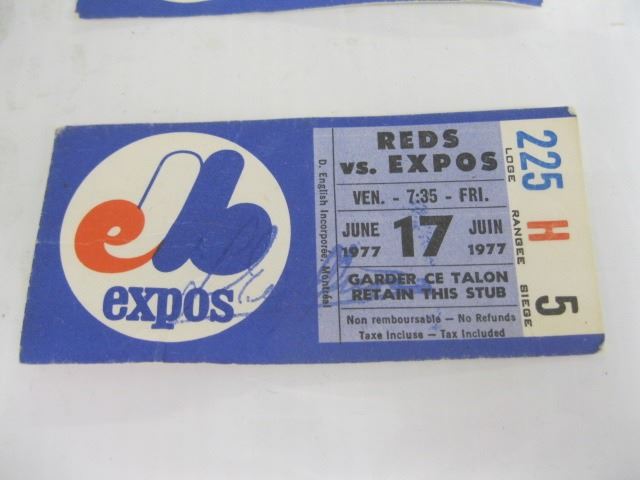 expos
D. English Incorporée, Montréal
REDS
vs. EXPOS
VEN. - 7:35 - FRI.
JUNE 17 JUIN
1977 1977
GARDER CE TALON
RETAIN THIS STUB
Non remboursable - No Refunds
Taxe Incluse - Tax Included
225 H 5
LOGE RANGEE SIEGE